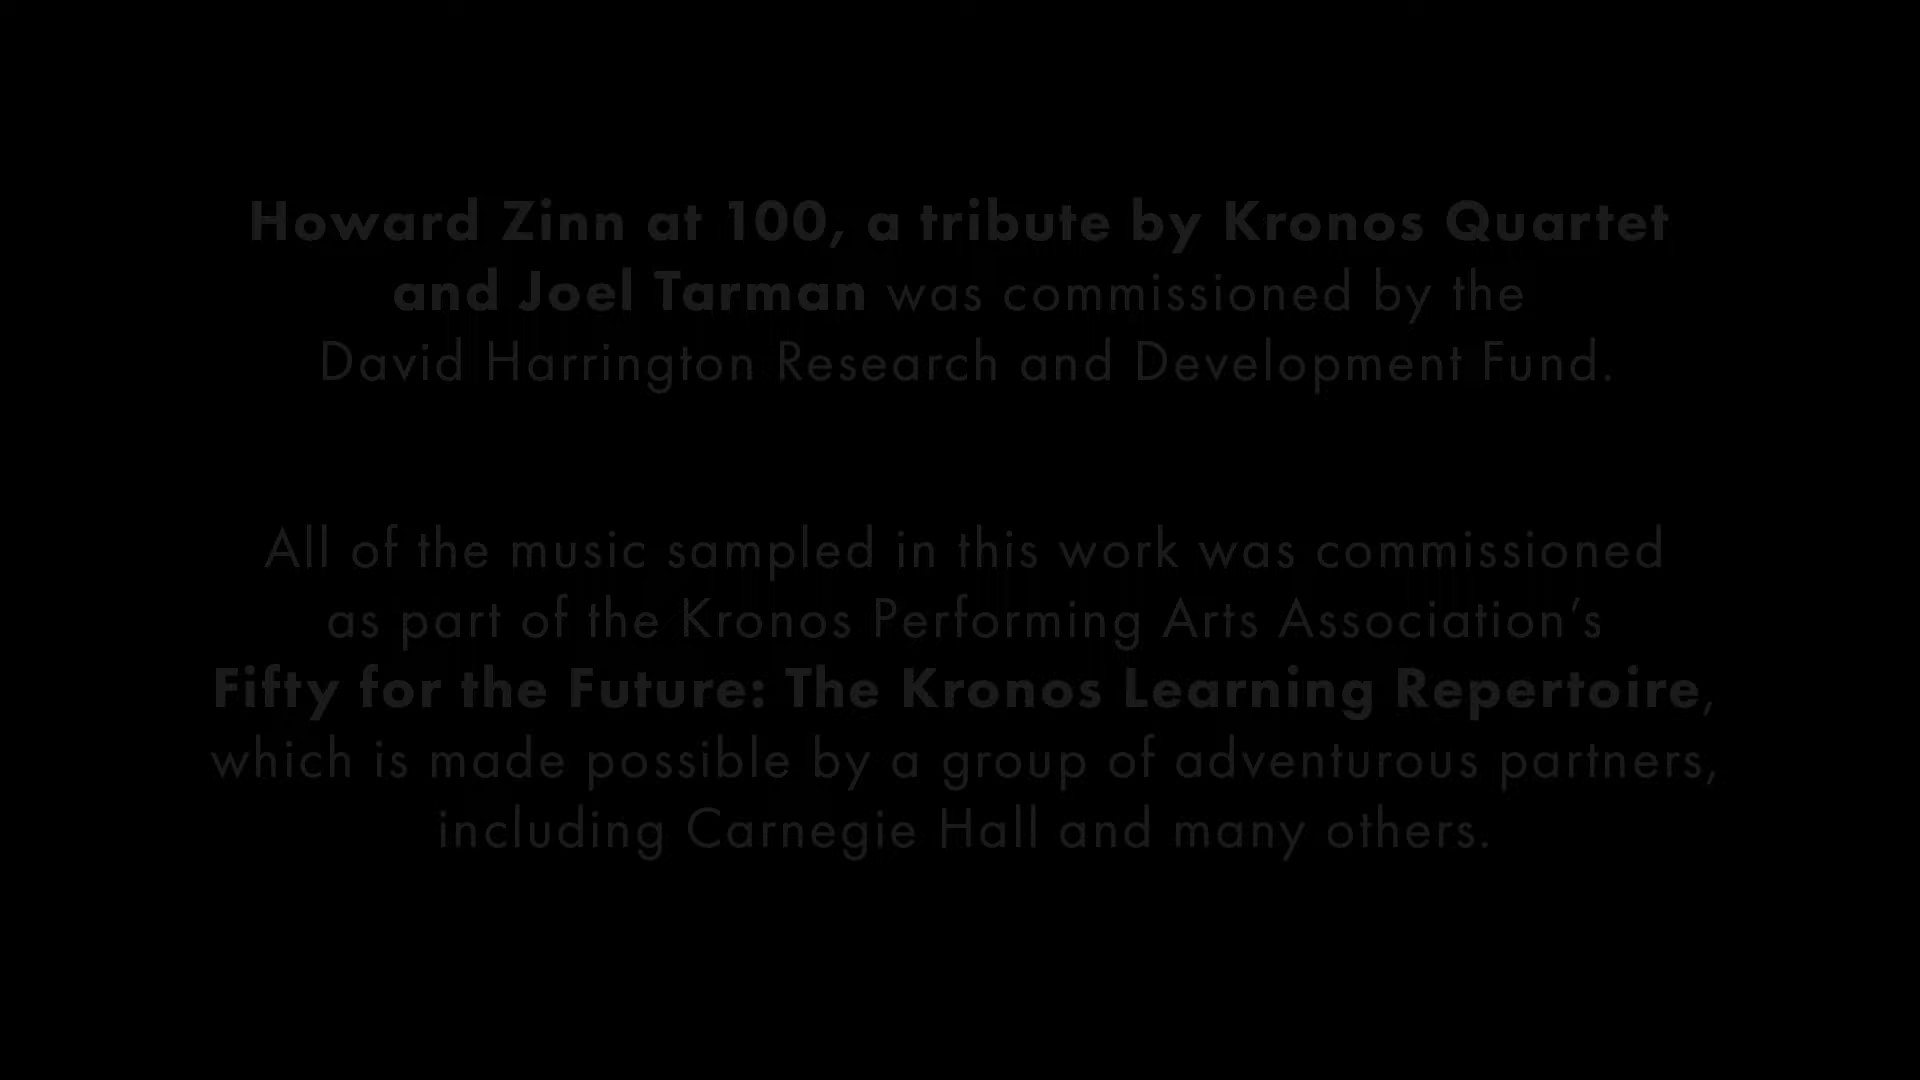 Howard Zinn at 100, a tribute by Kronos Quartet
and Joel Tarman was commissioned by the
David Harrington Research and Development Fund.
All of the music sampled in this work was commissioned
as part of the Kronos Performing Arts Association’s
Fifty for the Future: The Kronos Learning Repertoire,
which is made possible by a group of adventurous partners,
including Carnegie Hall and many others.